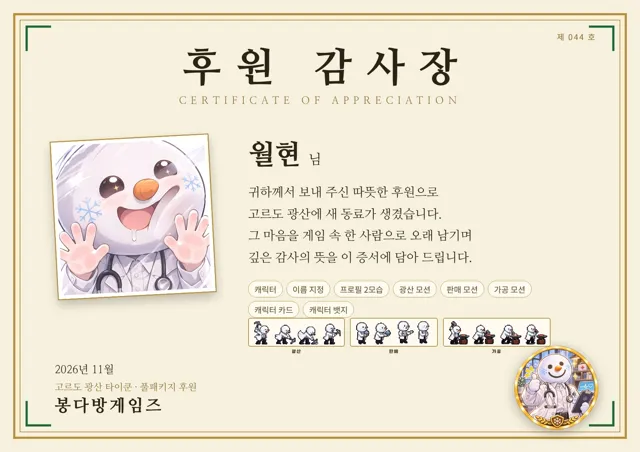 제 044 호
후원 감사장
CERTIFICATE OF APPRECIATION
월현 님
귀하께서 보내 주신 따뜻한 후원으로
고르도 광산에 새 동료가 생겼습니다.
그 마음을 게임 속 한 사람으로 오래 남기며
깊은 감사의 뜻을 이 증서에 담아 드립니다.
캐릭터 이름 지정 프로필 2모습 광산 모션 판매 모션 가공 모션
캐릭터 카드 캐릭터 뱃지
광산 판매 가공
2026년 11월
고르도 광산 타이쿤 · 풀패키지 후원
봉다방게임즈